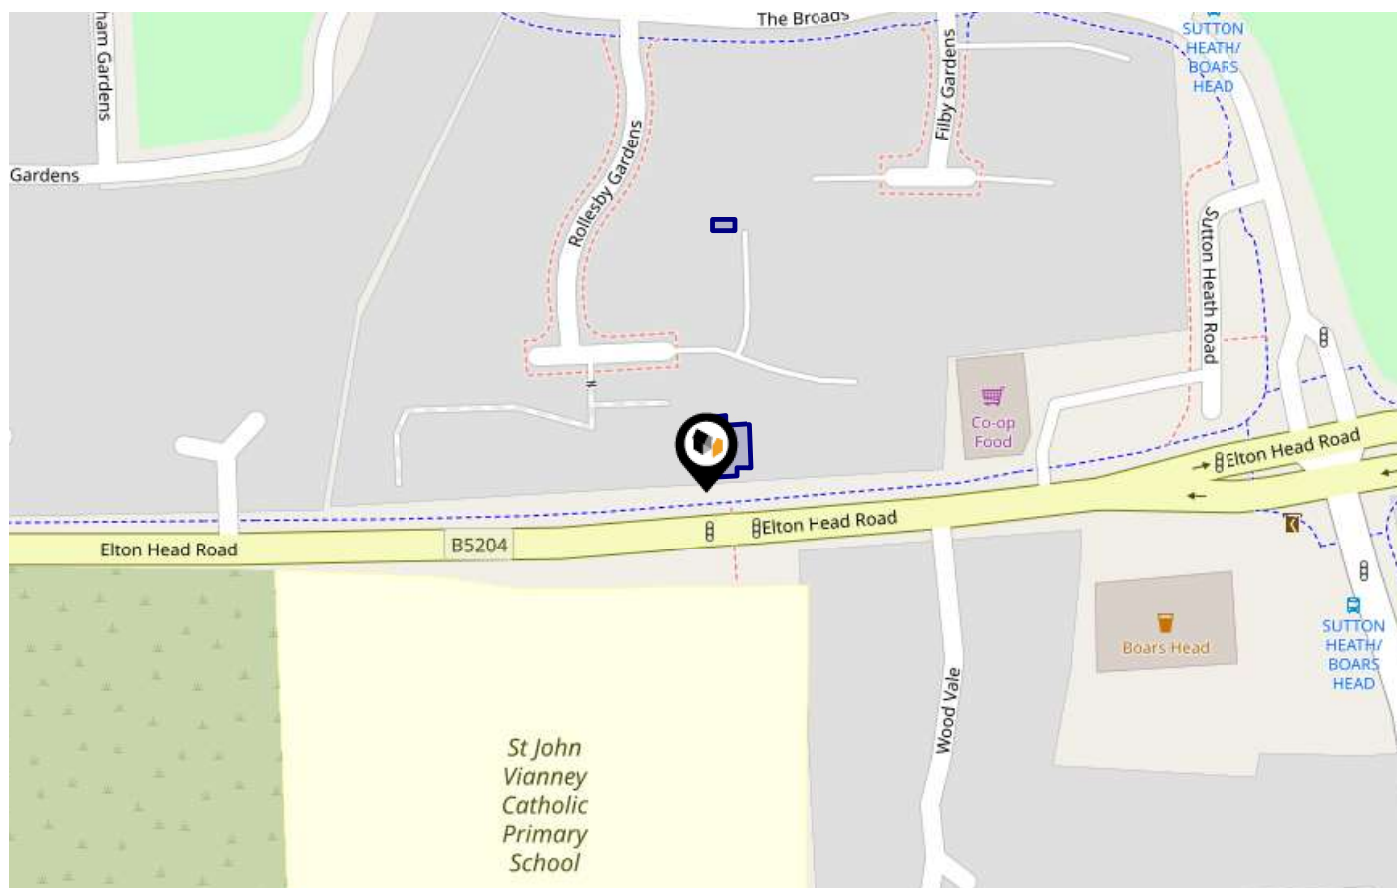 The Broads
SUTTON
HEATH/
BOARS
HEAD
ham Gardens
Filby Gardens
Rollesby Gardens
Gardens
Sutton Heath Road
Co-op
Food
Elton Head Road
Elton Head Road
Elton Head Road
B5204
SUTTON
HEATH/
BOARS
HEAD
Boars Head
Wood Vale
St John
Vianney
Catholic
Primary
School